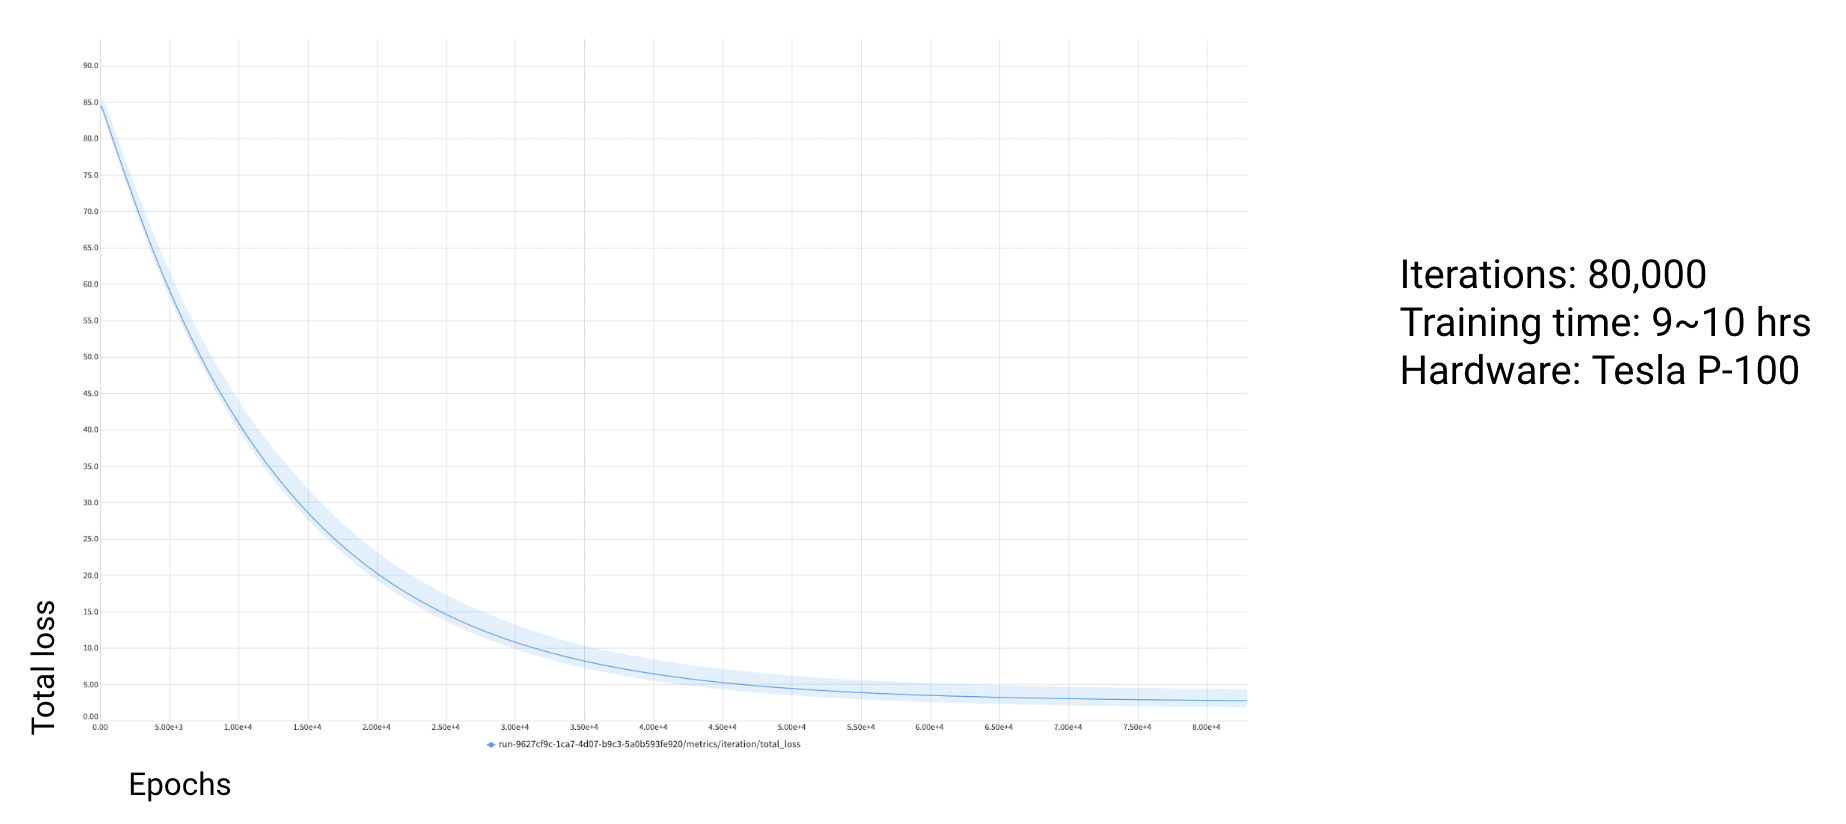 90.0
85.0
80.0
75.0
70.0
65.0
60.0
55.0
50.0
45.0
40.0
35.0
30.0
25.0
20.0
15.0
10.0
5.00
0.00
0.00 5.00e+3 1.00e+4 1.50e+4 2.00e+4 2.50e+4 3.00e+4 3.50e+4 4.00e+4 4.50e+4 5.00e+4 5.50e+4 6.00e+4 6.50e+4 7.00e+4 7.50e+4 8.00e+4
run-9627cf9c-1ca7-4d07-b9c3-5a0b593fe920/metrics/iteration/total_loss
Total loss
Epochs
Iterations: 80,000
Training time: 9~10 hrs
Hardware: Tesla P-100